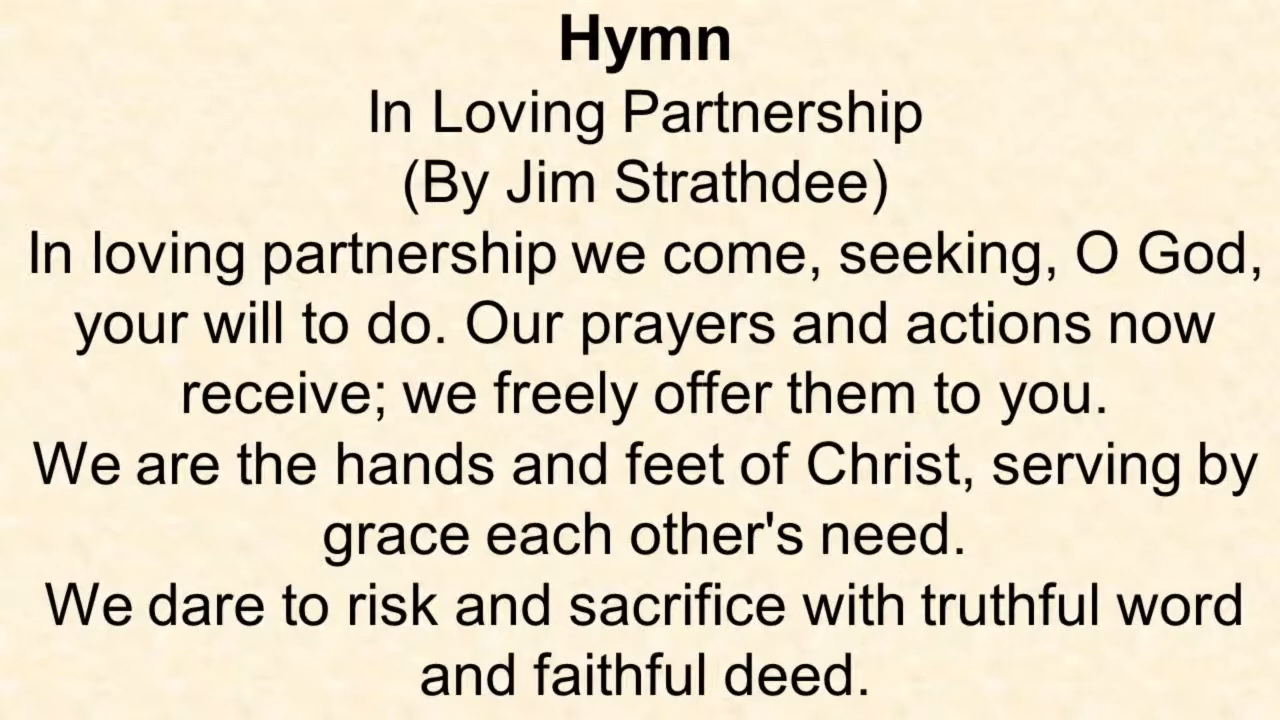 Hymn
In Loving Partnership
(By Jim Strathdee)
In loving partnership we come, seeking, O God,
your will to do. Our prayers and actions now
receive; we freely offer them to you.
We are the hands and feet of Christ, serving by
grace each other's need.
We dare to risk and sacrifice with truthful word
and faithful deed.